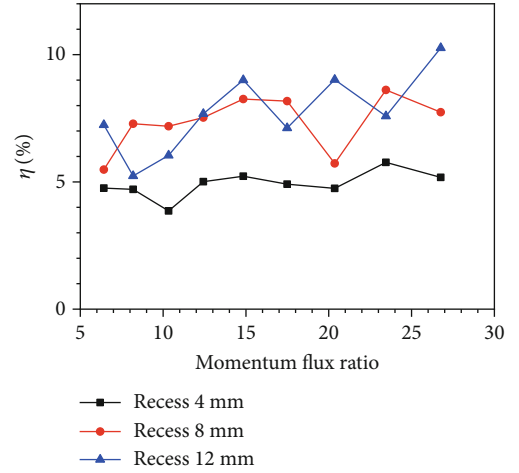 10
5
0
η (%)
5 10 15 20 25 30
Momentum flux ratio
Recess 4 mm
Recess 8 mm
Recess 12 mm